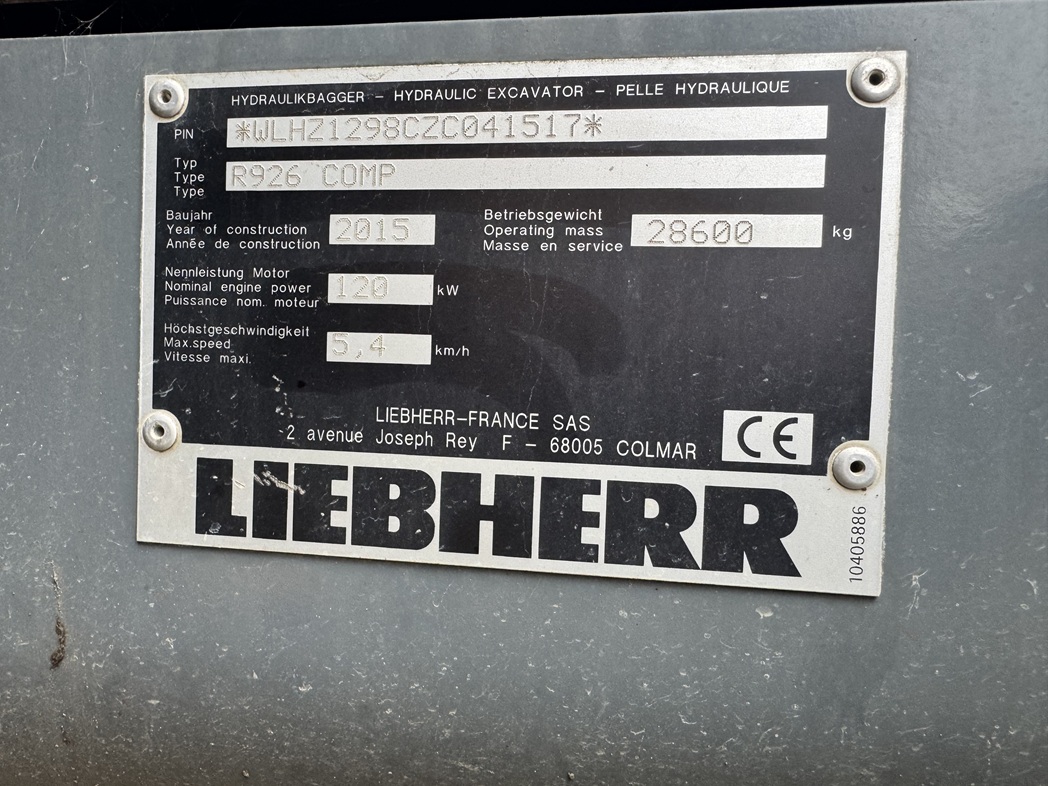 HYDRAULIKBAGGER – HYDRAULIC EXCAVATOR – PELLE HYDRAULIQUE
PIN *WLHZ1298CZC041517*
Typ
Type
Type
R926 COMP
Baujahr
Year of construction
Année de construction
2015
Betriebsgewicht
Operating mass
Masse en service
28600 kg
Nennleistung Motor
Nominal engine power
Puissance nom. moteur
120 kW
Höchstgeschwindigkeit
Max.speed
Vitesse maxi.
5,4 km/h
LIEBHERR–FRANCE SAS
2 avenue Joseph Rey F – 68005 COLMAR
CE
LIEBHERR
10405886